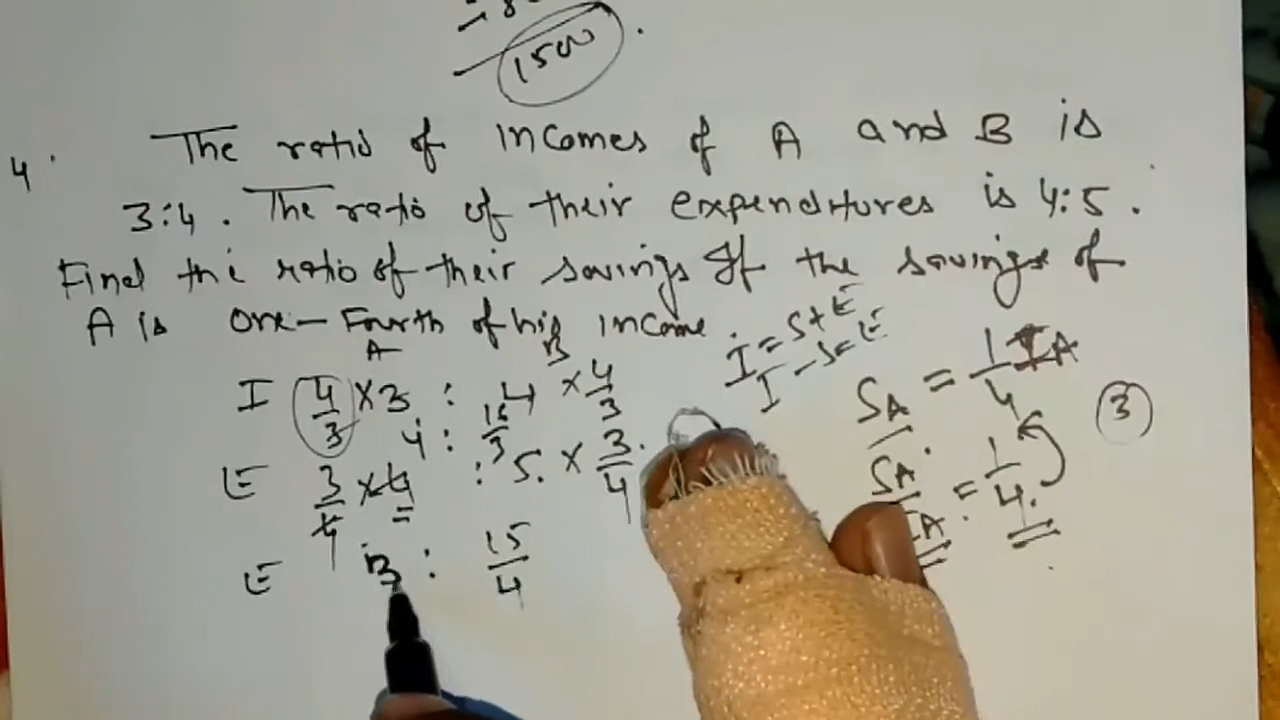 1500
4. The ratio of incomes of A and B is
3:4. The ratio of their expenditures is 4:5.
Find the ratio of their savings If the savings of
A is one-Fourth of his income.
A B
I = S + E
I - S = E
I 4/3 × 3 : 4 × 4/3
4 : 16/3
E 3/4 × 4 : 5. × 3/4
E 3 : 15/4
SA = 1/4 IA
3
SA/IA = 1/4.